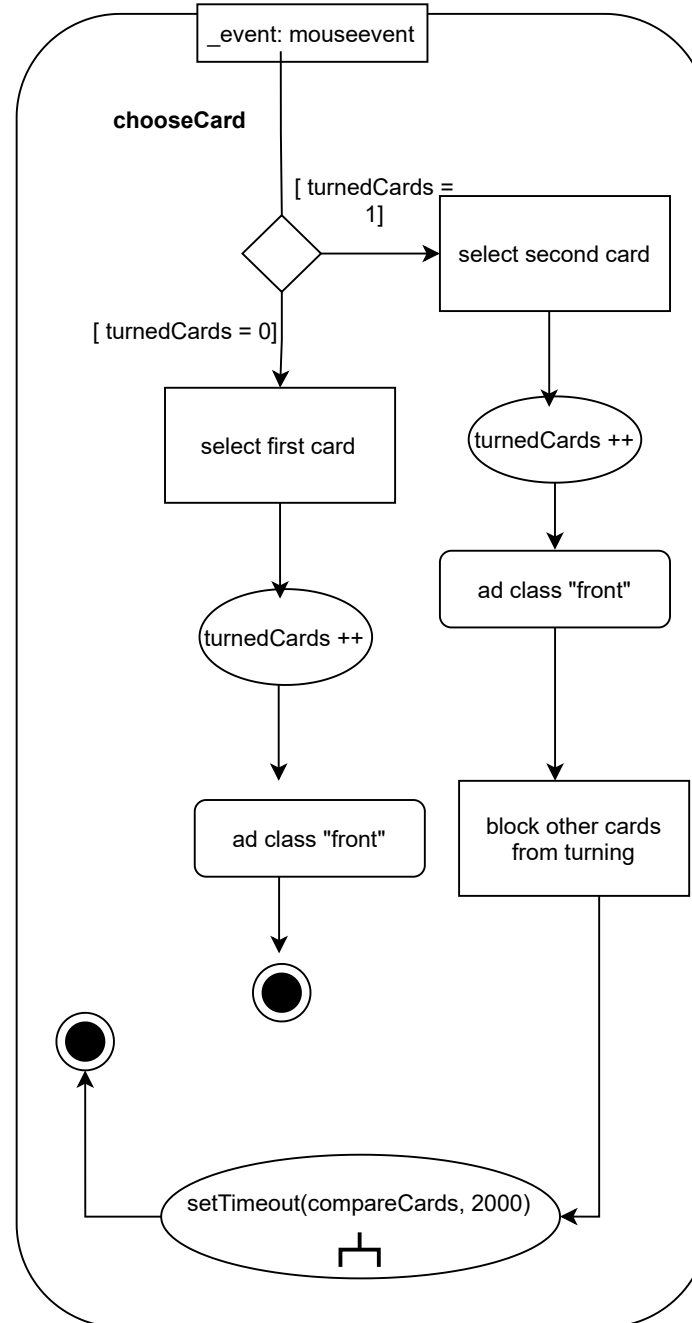 _event: mouseevent
chooseCard
[ turnedCards =
1]
select second card
[ turnedCards = 0]
select first card
turnedCards ++
turnedCards ++
ad class "front"
ad class "front"
block other cards
from turning
setTimeout(compareCards, 2000)